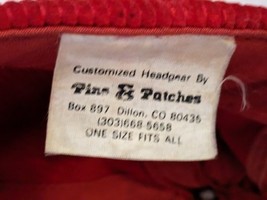 Customized Headgear By
Pins & Patches
Box 897 Dillon, CO 80435
(303)668-5658
ONE SIZE FITS ALL